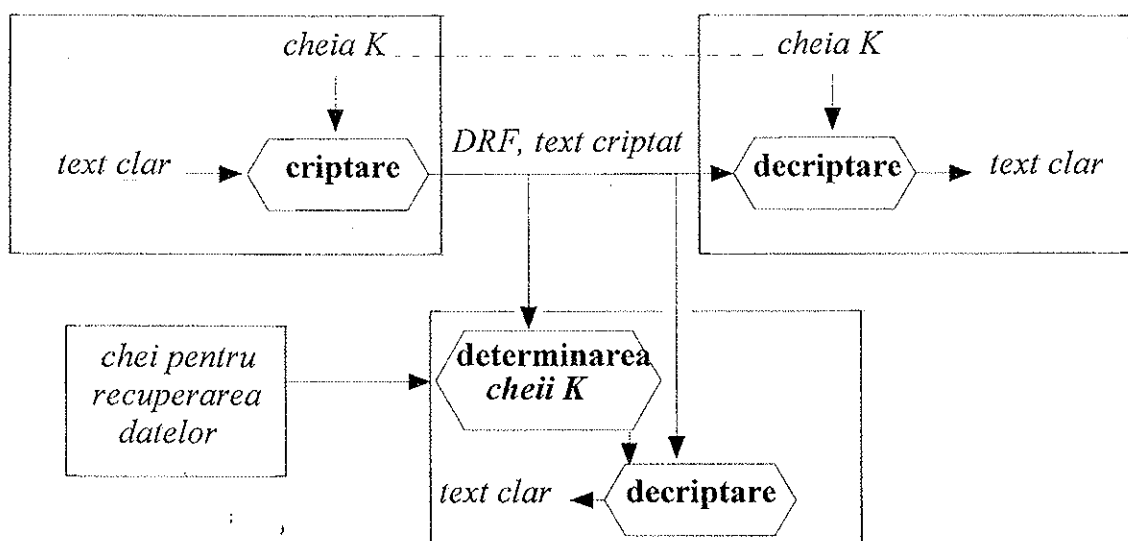 cheia K
cheia K
DRF, text criptat
text clar
criptare
decriptare
text clar
determinarea
cheii K
chei pentru
recuperarea
datelor
text clar
decriptare